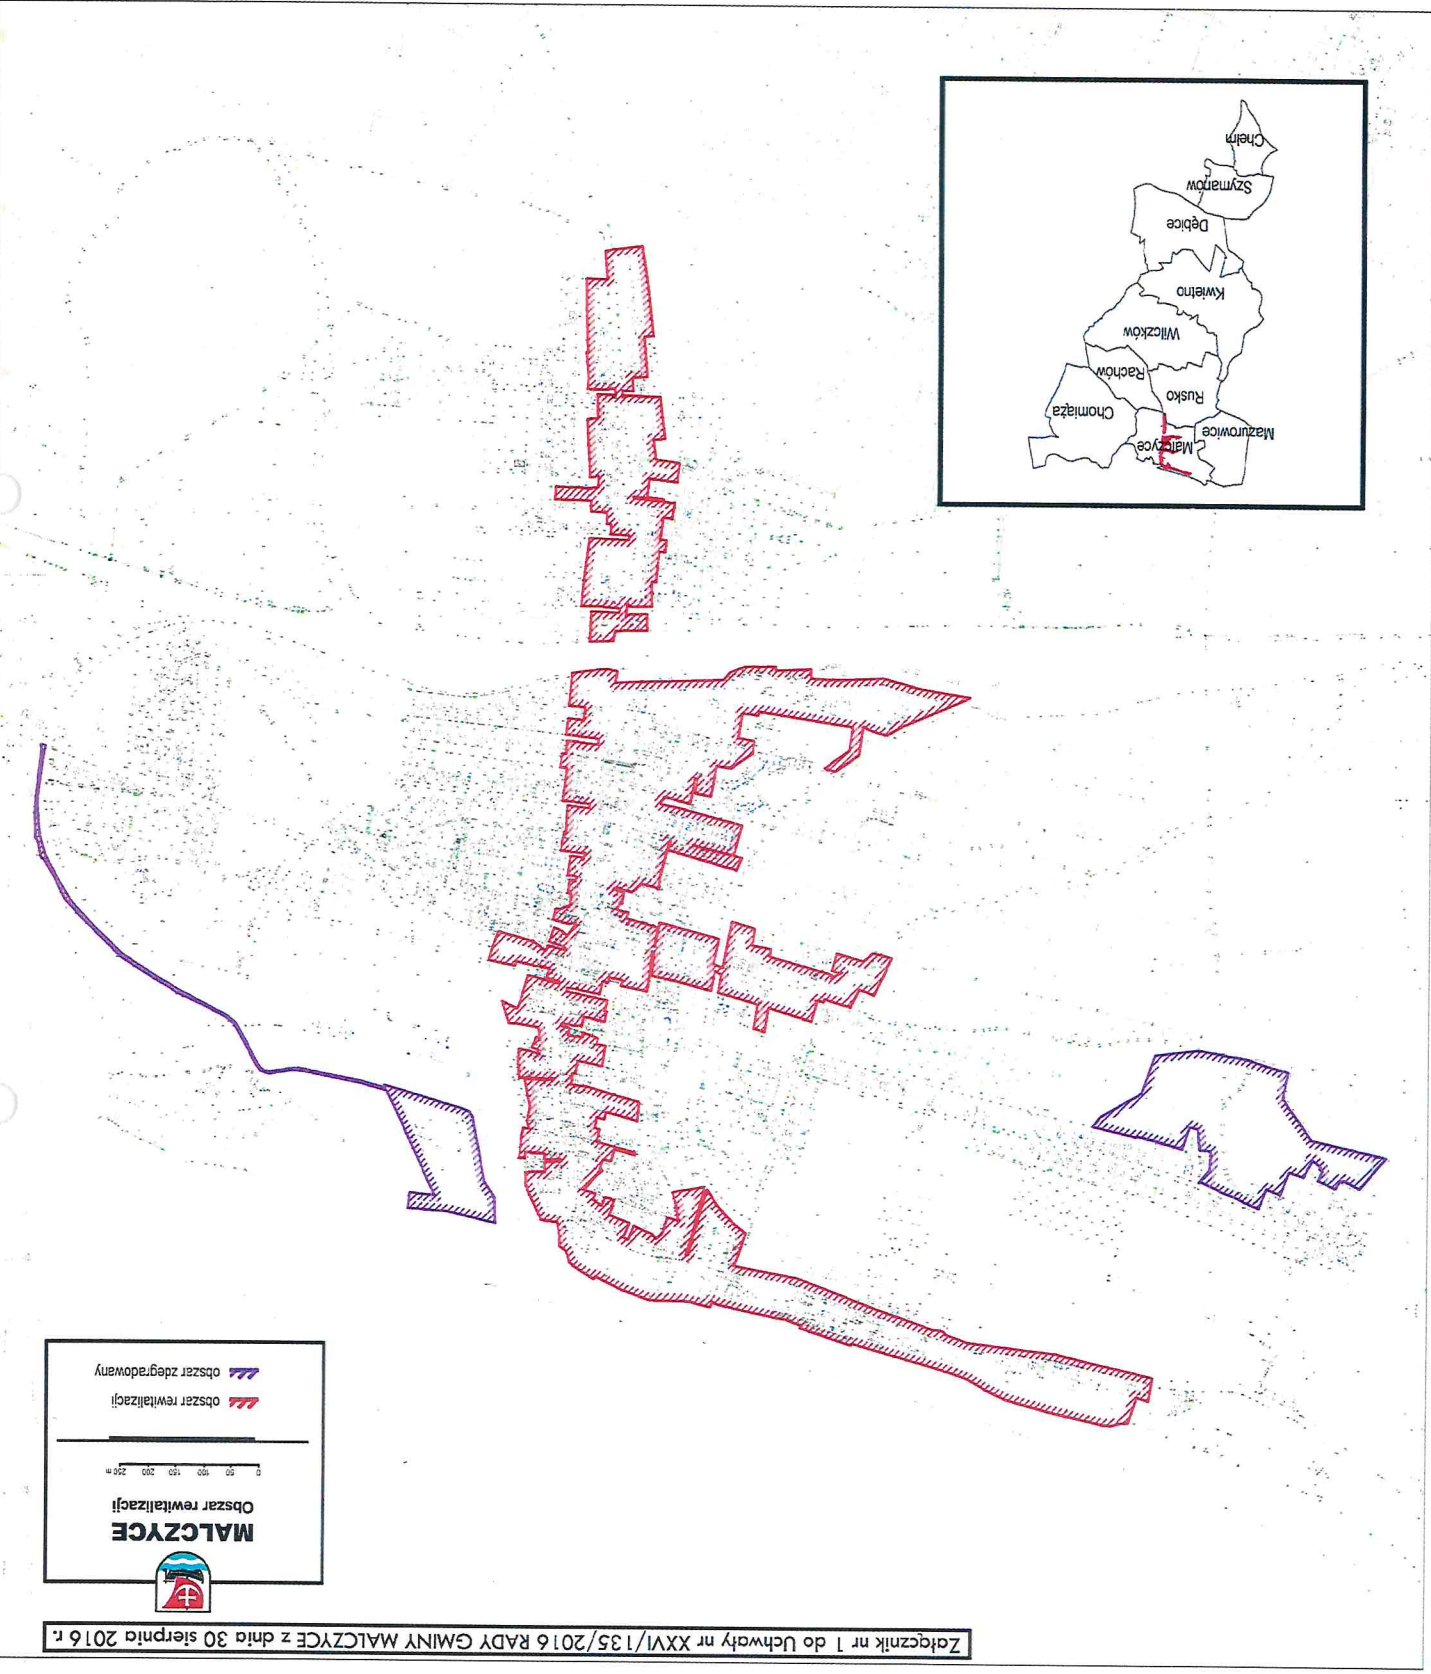 Załącznik nr 1 do Uchwały nr XXVI/135/2016 RADY GMINY MALCZYCE z dnia 30 sierpnia 2016 r.
MALCZYCE
Obszar rewitalizacji
0 50 100 150 200 250 m
obszar rewitalizacji
obszar zdegradowany
Mazurowice
Malczyce
Chomiąża
Rusko
Rachów
Wilczków
Kwietno
Dębice
Szymanów
Chełm